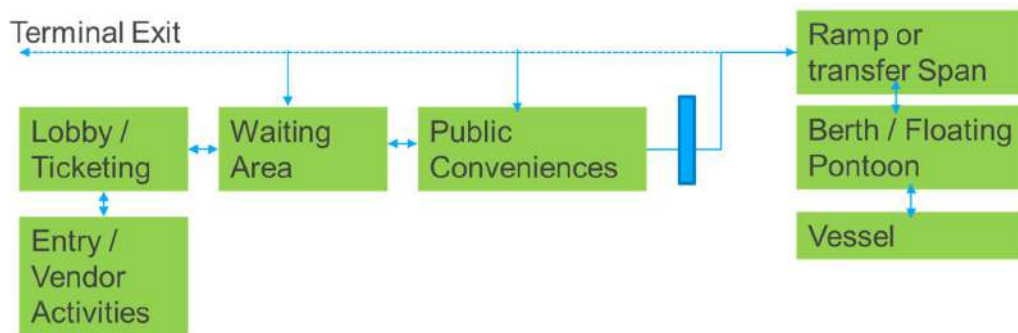 Terminal Exit
Lobby /
Ticketing
Waiting
Area
Public
Conveniences
Ramp or
transfer Span
Berth / Floating
Pontoon
Vessel
Entry /
Vendor
Activities